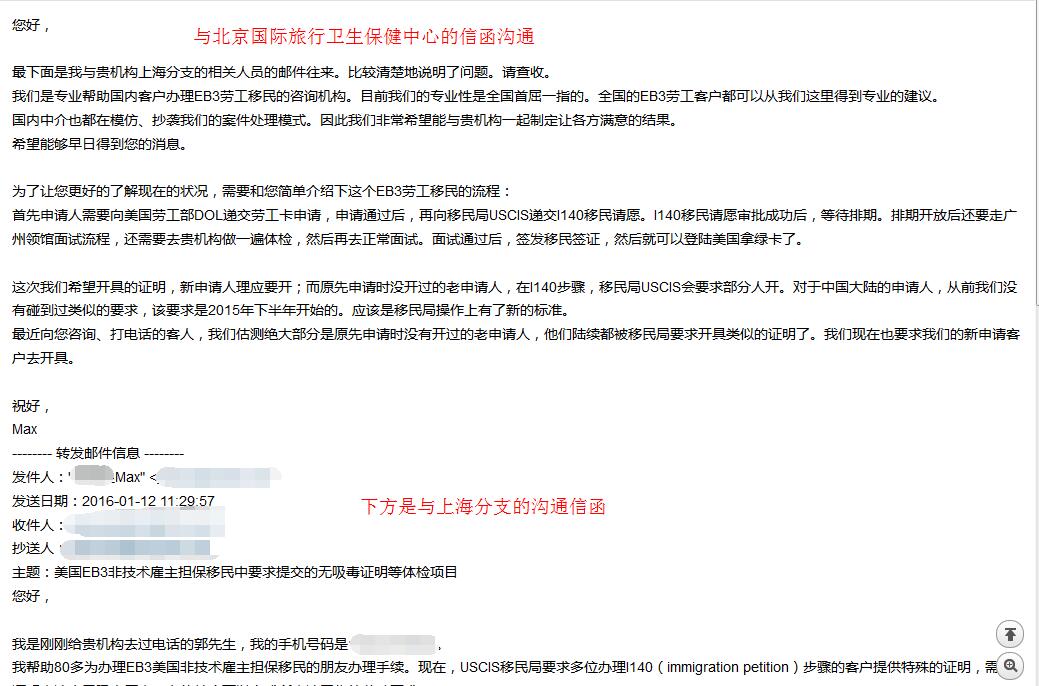 您好，
与北京国际旅行卫生保健中心的信函沟通
最下面是我与贵机构上海分支的相关人员的邮件往来。比较清楚地说明了问题。请查收。
我们是专业帮助国内客户办理EB3劳工移民的咨询机构。目前我们的专业性是全国首屈一指的。全国的EB3劳工客户都可以从我们这里得到专业的建议。
国内中介也都在模仿、抄袭我们的案件处理模式。因此我们非常希望能与贵机构一起制定让各方满意的结果。
希望能够早日得到您的消息。
为了让您更好的了解现在的状况，需要和您简单介绍下这个EB3劳工移民的流程：
首先申请人需要向美国劳工部DOL递交劳工卡申请，申请通过后，再向移民局USCIS递交I140移民请愿。I140移民请愿审批成功后，等待排期。排期开放后还要走广
州领馆面试流程，还需要去贵机构做一遍体检，然后再去正常面试。面试通过后，签发移民签证，然后就可以登陆美国拿绿卡了。
这次我们希望开具的证明，新申请人理应要开；而原先申请时没开过的老申请人，在I140步骤，移民局USCIS会要求部分人开。对于中国大陆的申请人，从前我们没
有碰到过类似的要求，该要求是2015年下半年开始的。应该是移民局操作上有了新的标准。
最近向您咨询、打电话的客人，我们估测绝大部分是原先申请时没有开过的老申请人，他们陆续都被移民局要求开具类似的证明了。我们现在也要求我们的新申请客
户去开具。
祝好，
Max
-------- 转发邮件信息 --------
发件人："Max" <
发送日期：2016-01-12 11:29:57
下方是与上海分支的沟通信函
收件人：
抄送人：
主题：美国EB3非技术雇主担保移民中要求提交的无吸毒证明等体检项目
您好，
我是刚刚给贵机构去过电话的郭先生，我的手机号码是
我帮助80多为办理EB3美国非技术雇主担保移民的朋友办理手续。现在，USCIS移民局要求多位办理I140（immigration petition）步骤的客户提供特殊的证明，需